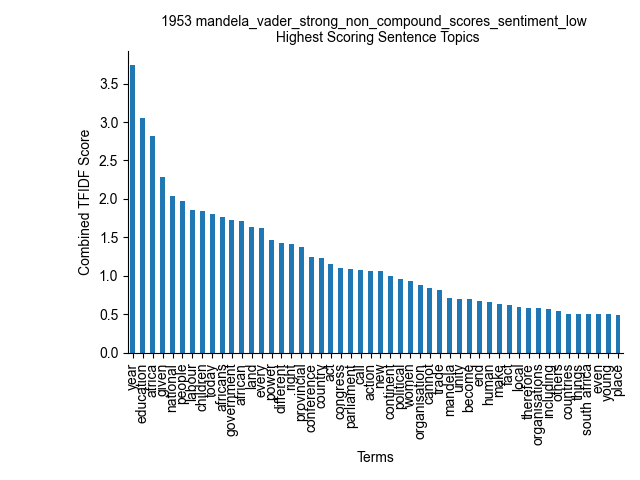 1953 mandela_vader_strong_non_compound_scores_sentiment_low
Highest Scoring Sentence Topics
Combined TFIDF Score
3.5
3.0
2.5
2.0
1.5
1.0
0.5
0.0
year
education
africa
given
national
people
labour
children
today
africans
government
african
land
every
power
different
right
provincial
conference
country
act
congress
parliament
call
action
new
continent
political
women
organisation
cannot
trade
mandela
unity
become
end
human
make
fact
local
therefore
organisations
including
others
countries
things
south africa
even
young
place
Terms